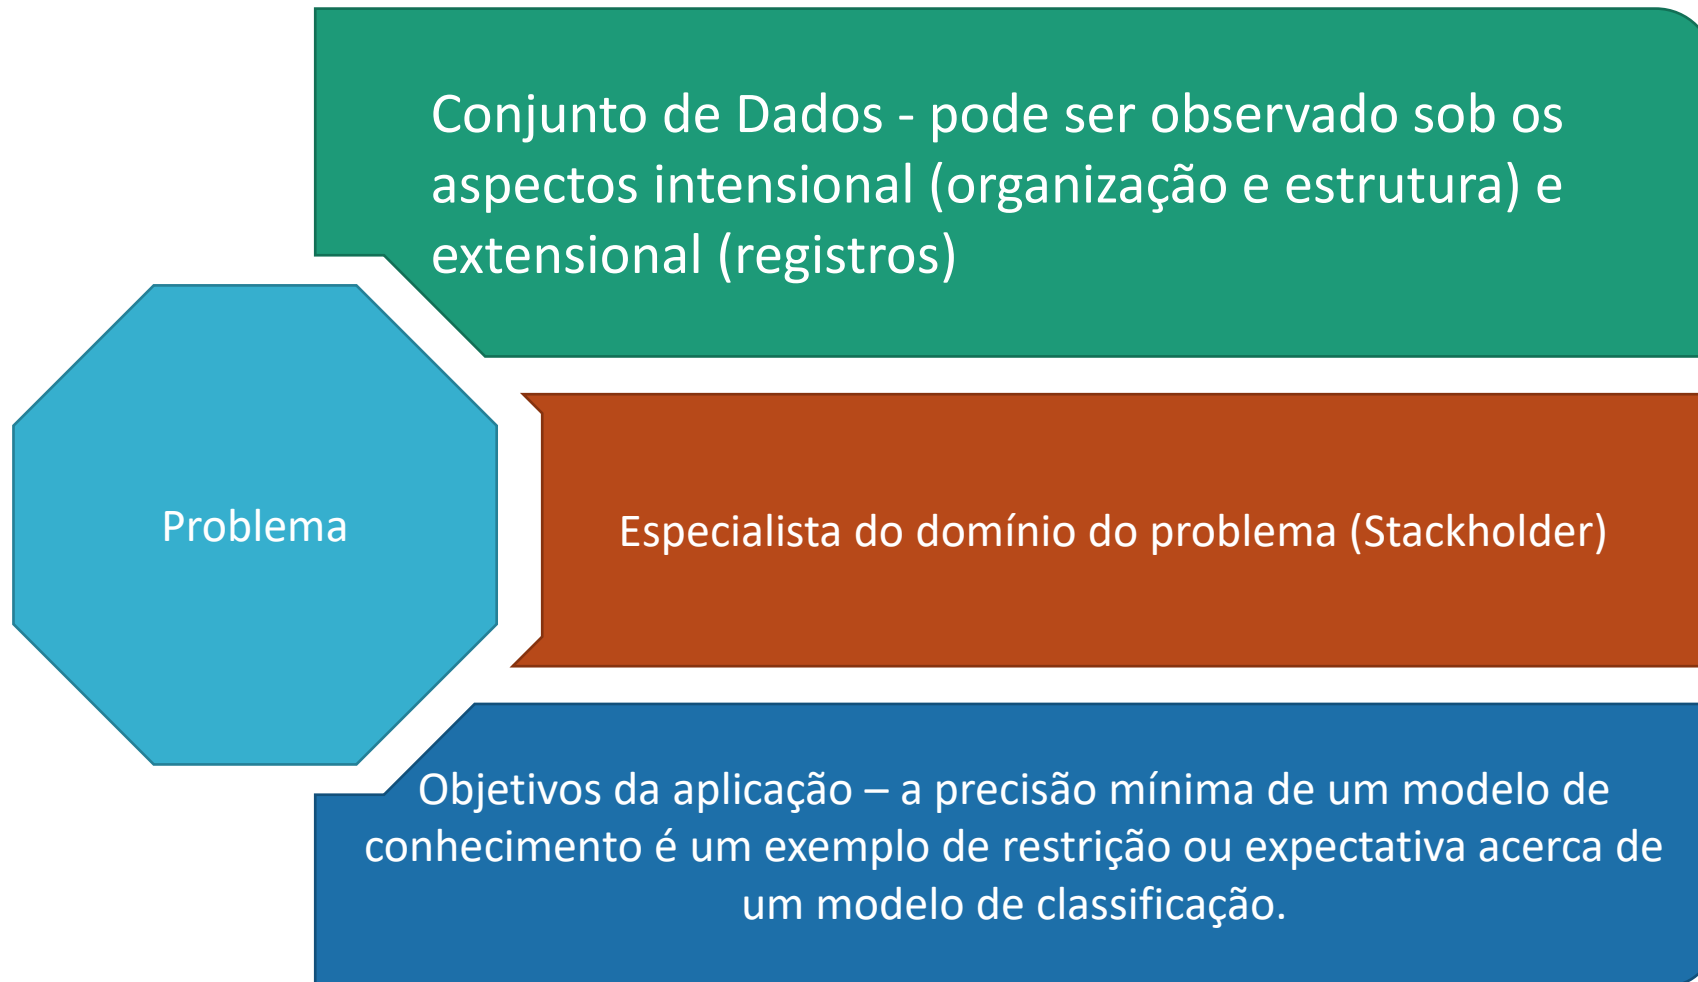 Conjunto de Dados - pode ser observado sob os
aspectos intensional (organização e estrutura) e
extensional (registros)
Problema
Especialista do domínio do problema (Stackholder)
Objetivos da aplicação – a precisão mínima de um modelo de
conhecimento é um exemplo de restrição ou expectativa acerca de
um modelo de classificação.